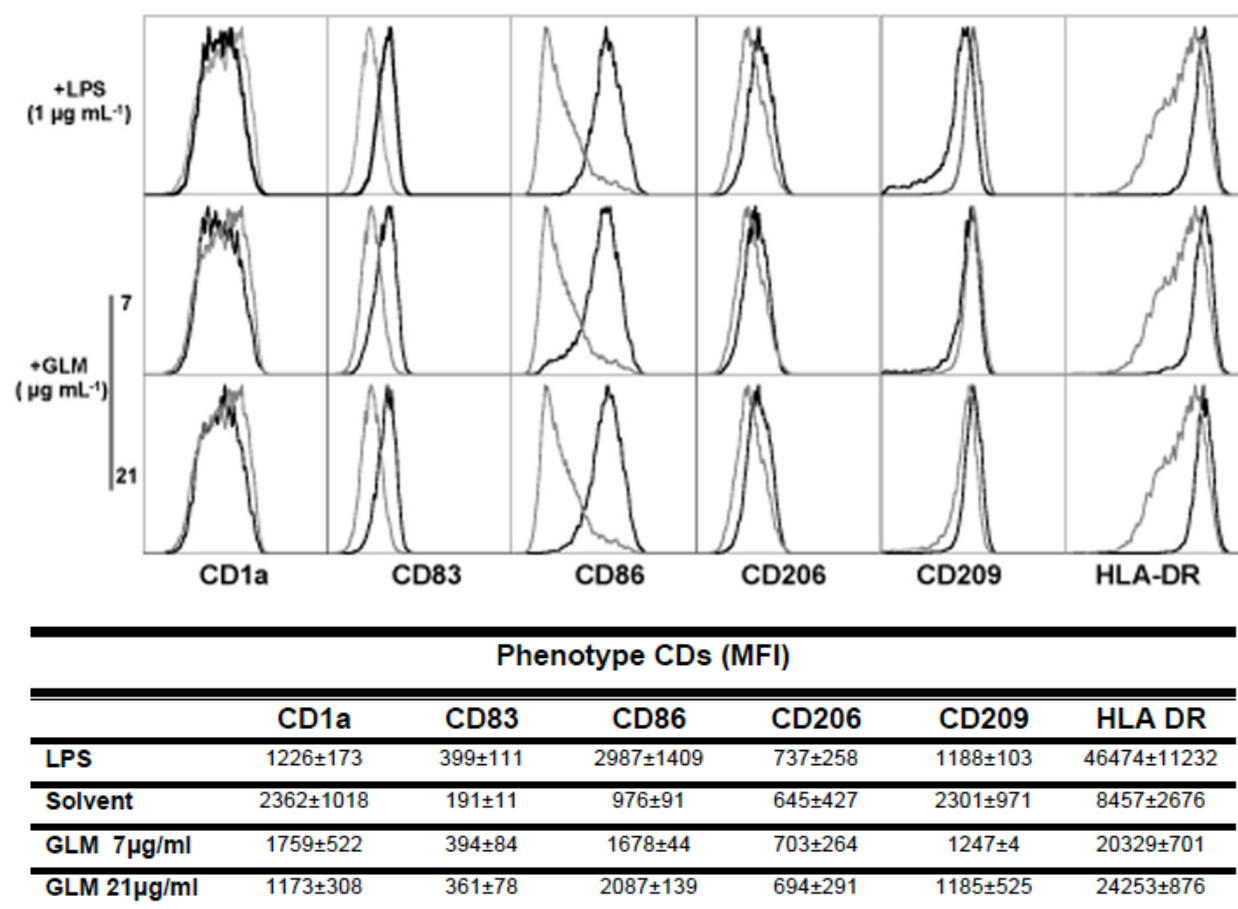 +LPS
(1 µg mL-1)
7
+GLM
( µg mL-1)
21
CD1a CD83 CD86 CD206 CD209 HLA-DR
Phenotype CDs (MFI)
CD1a CD83 CD86 CD206 CD209 HLA DR
LPS 1226±173 399±111 2987±1409 737±258 1188±103 46474±11232
Solvent 2362±1018 191±11 976±91 645±427 2301±971 8457±2676
GLM 7µg/ml 1759±522 394±84 1678±44 703±264 1247±4 20329±701
GLM 21µg/ml 1173±308 361±78 2087±139 694±291 1185±525 24253±876